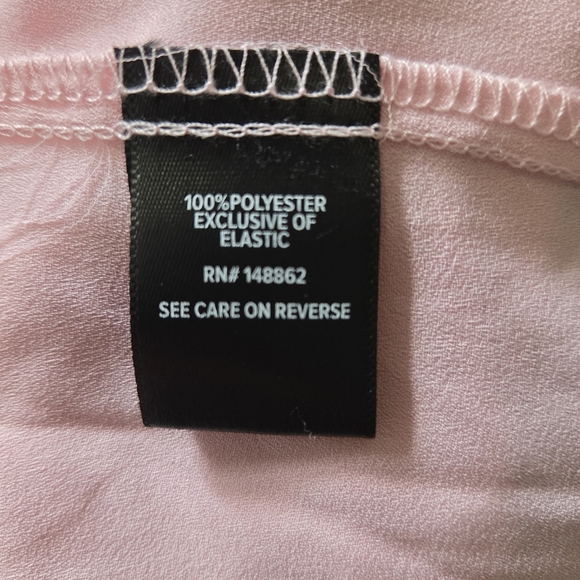 100%POLYESTER
EXCLUSIVE OF
ELASTIC
RN# 148862
SEE CARE ON REVERSE